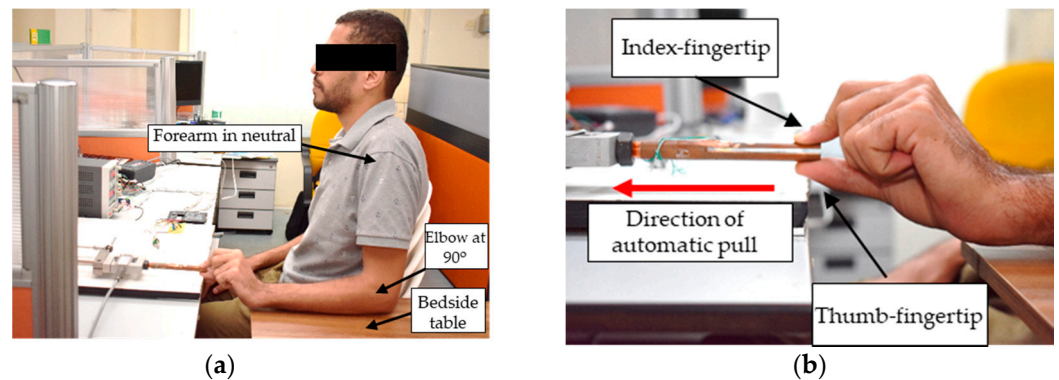 Forearm in neutral
Elbow at
90°
Bedside
table
(a)
Index-fingertip
Direction of
automatic pull
Thumb-fingertip
(b)